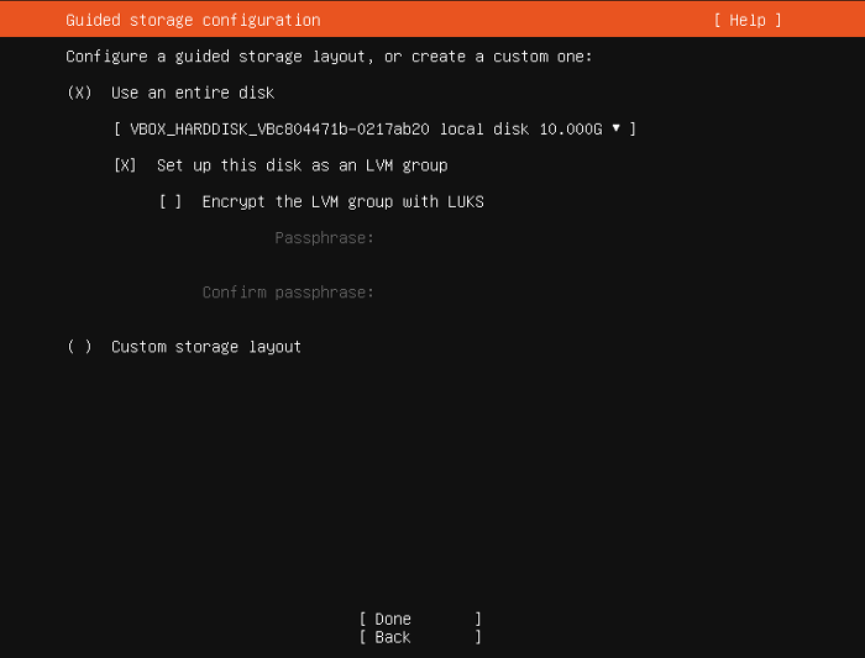 Guided storage configuration [ Help ]
Configure a guided storage layout, or create a custom one:
(X) Use an entire disk
[ VBOX_HARDDISK_VBc804471b-0217ab20 local disk 10.000G ▾ ]
[X] Set up this disk as an LVM group
[ ] Encrypt the LVM group with LUKS
Passphrase:
Confirm passphrase:
( ) Custom storage layout
[ Done ]
[ Back ]